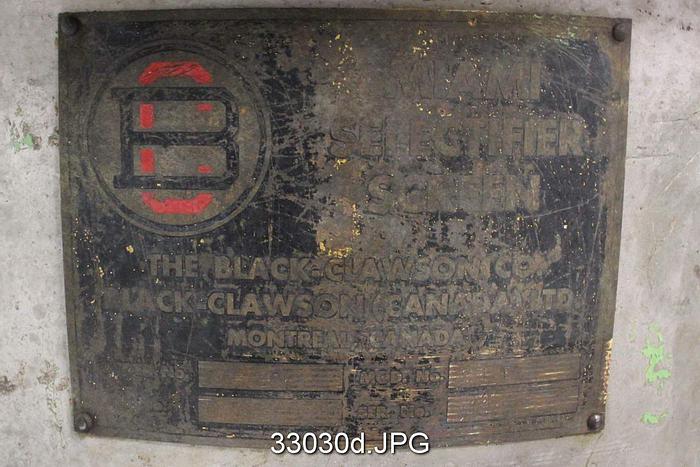 B
MIAMI
SELECTIFIER
SCREEN
THE BLACK-CLAWSON CO.
BLACK-CLAWSON (CANADA) LTD.
MONTREAL, CANADA
MOD. NO.
SER. NO.
33030d.JPG